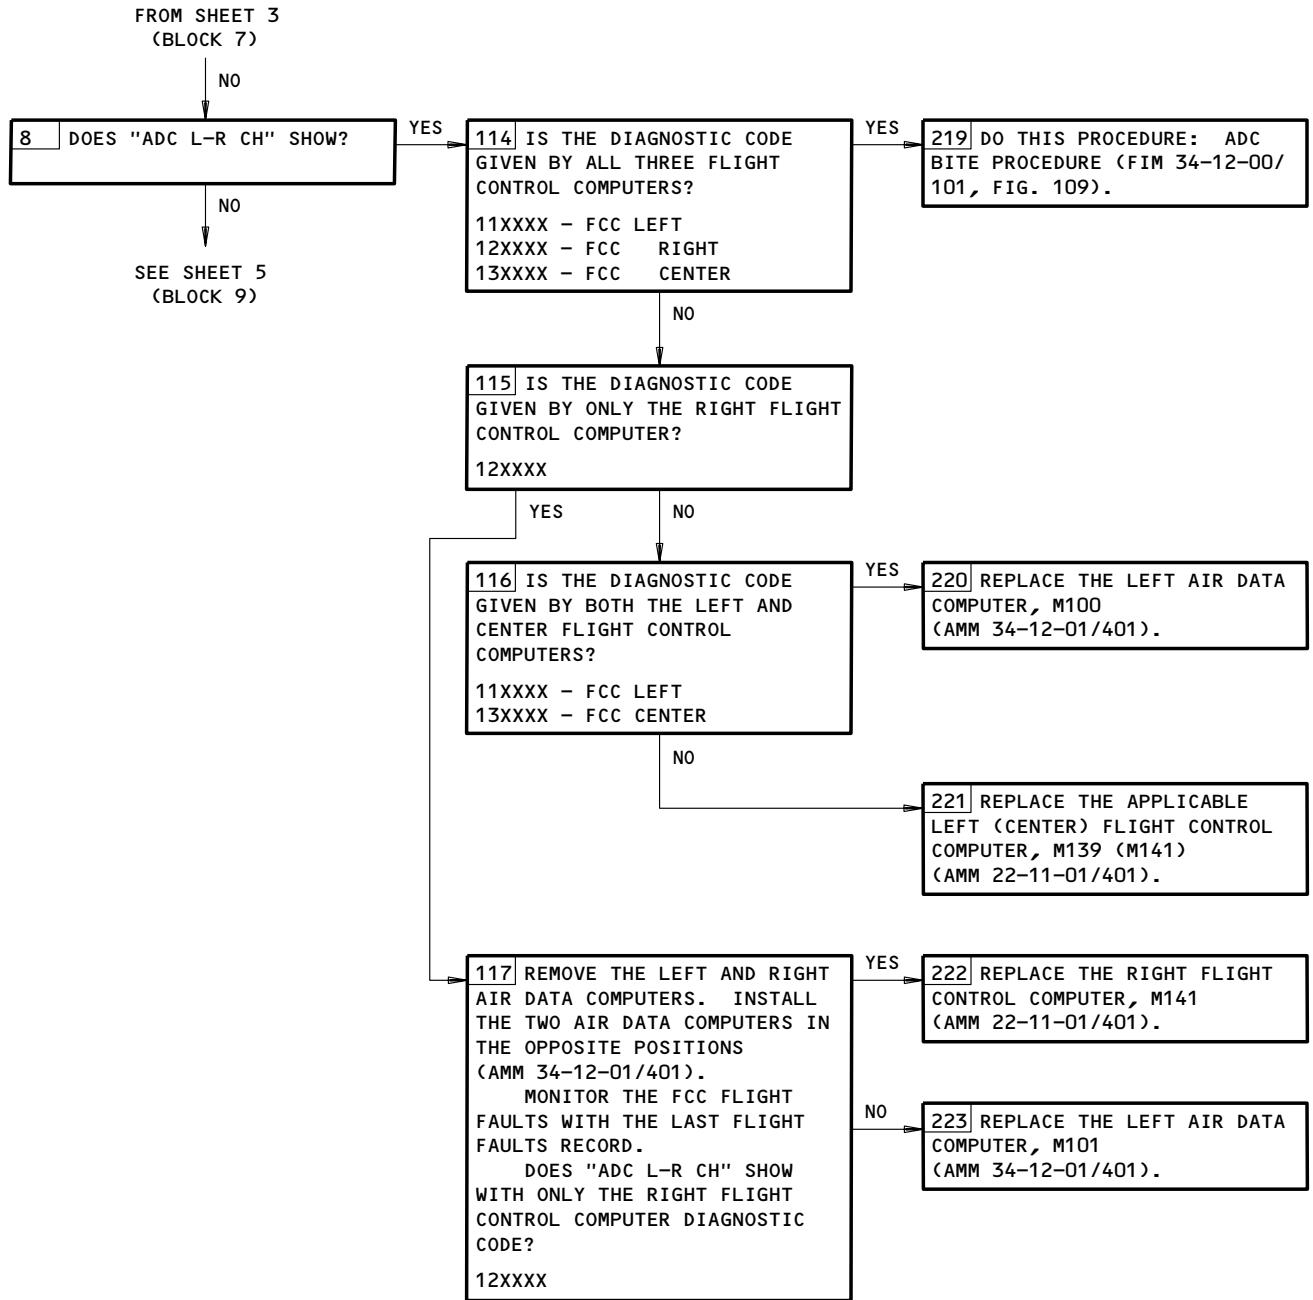 FROM SHEET 3
(BLOCK 7)
NO
8 DOES "ADC L-R CH" SHOW?
YES
NO
SEE SHEET 5
(BLOCK 9)
114 IS THE DIAGNOSTIC CODE
GIVEN BY ALL THREE FLIGHT
CONTROL COMPUTERS?
11XXXX - FCC LEFT
12XXXX - FCC RIGHT
13XXXX - FCC CENTER
YES
219 DO THIS PROCEDURE: ADC
BITE PROCEDURE (FIM 34-12-00/
101, FIG. 109).
NO
115 IS THE DIAGNOSTIC CODE
GIVEN BY ONLY THE RIGHT FLIGHT
CONTROL COMPUTER?
12XXXX
YES
NO
116 IS THE DIAGNOSTIC CODE
GIVEN BY BOTH THE LEFT AND
CENTER FLIGHT CONTROL
COMPUTERS?
11XXXX - FCC LEFT
13XXXX - FCC CENTER
YES
220 REPLACE THE LEFT AIR DATA
COMPUTER, M100
(AMM 34-12-01/401).
NO
221 REPLACE THE APPLICABLE
LEFT (CENTER) FLIGHT CONTROL
COMPUTER, M139 (M141)
(AMM 22-11-01/401).
117 REMOVE THE LEFT AND RIGHT
AIR DATA COMPUTERS. INSTALL
THE TWO AIR DATA COMPUTERS IN
THE OPPOSITE POSITIONS
(AMM 34-12-01/401).
MONITOR THE FCC FLIGHT
FAULTS WITH THE LAST FLIGHT
FAULTS RECORD.
DOES "ADC L-R CH" SHOW
WITH ONLY THE RIGHT FLIGHT
CONTROL COMPUTER DIAGNOSTIC
CODE?
12XXXX
YES
222 REPLACE THE RIGHT FLIGHT
CONTROL COMPUTER, M141
(AMM 22-11-01/401).
NO
223 REPLACE THE LEFT AIR DATA
COMPUTER, M101
(AMM 34-12-01/401).